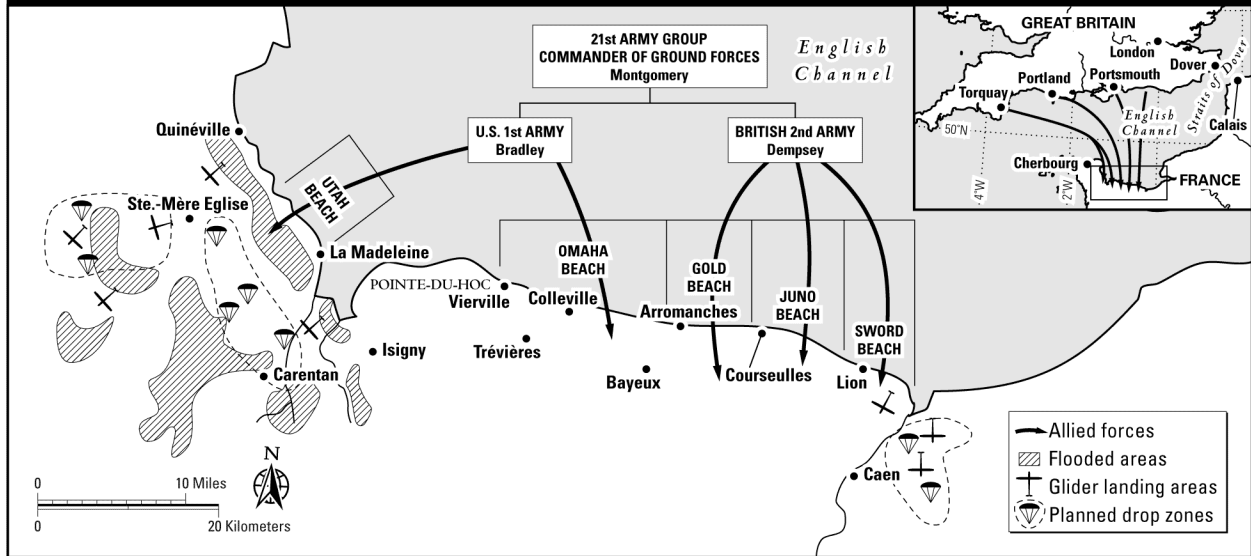 21st ARMY GROUP
COMMANDER OF GROUND FORCES
Montgomery
English
Channel
U.S. 1st ARMY
Bradley
BRITISH 2nd ARMY
Dempsey
Quinéville
UTAH
BEACH
Ste.-Mère Eglise
La Madeleine
POINTE-DU-HOC
Vierville
Colleville
OMAHA
BEACH
GOLD
BEACH
JUNO
BEACH
SWORD
BEACH
Arromanches
Isigny
Trévières
Bayeux
Courseulles
Lion
Carentan
Caen
N
0 10 Miles
0 20 Kilometers
GREAT BRITAIN
London
Dover
Portland
Portsmouth
Torquay
Straits of Dover
English
Channel
Calais
50°N
Cherbourg
FRANCE
4°W
2°W
Allied forces
Flooded areas
Glider landing areas
Planned drop zones